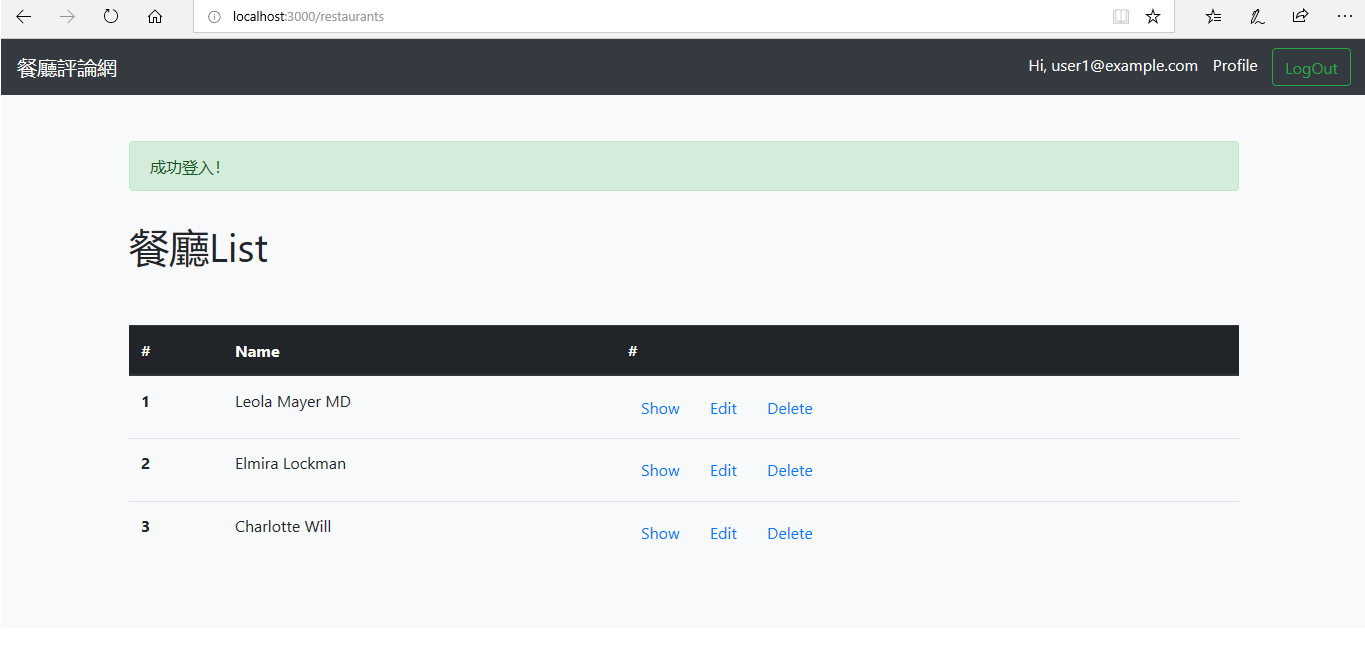 localhost:3000/restaurants
餐廳評論網 Hi, user1@example.com Profile LogOut
成功登入！
餐廳List
# Name #
1 Leola Mayer MD Show Edit Delete
2 Elmira Lockman Show Edit Delete
3 Charlotte Will Show Edit Delete